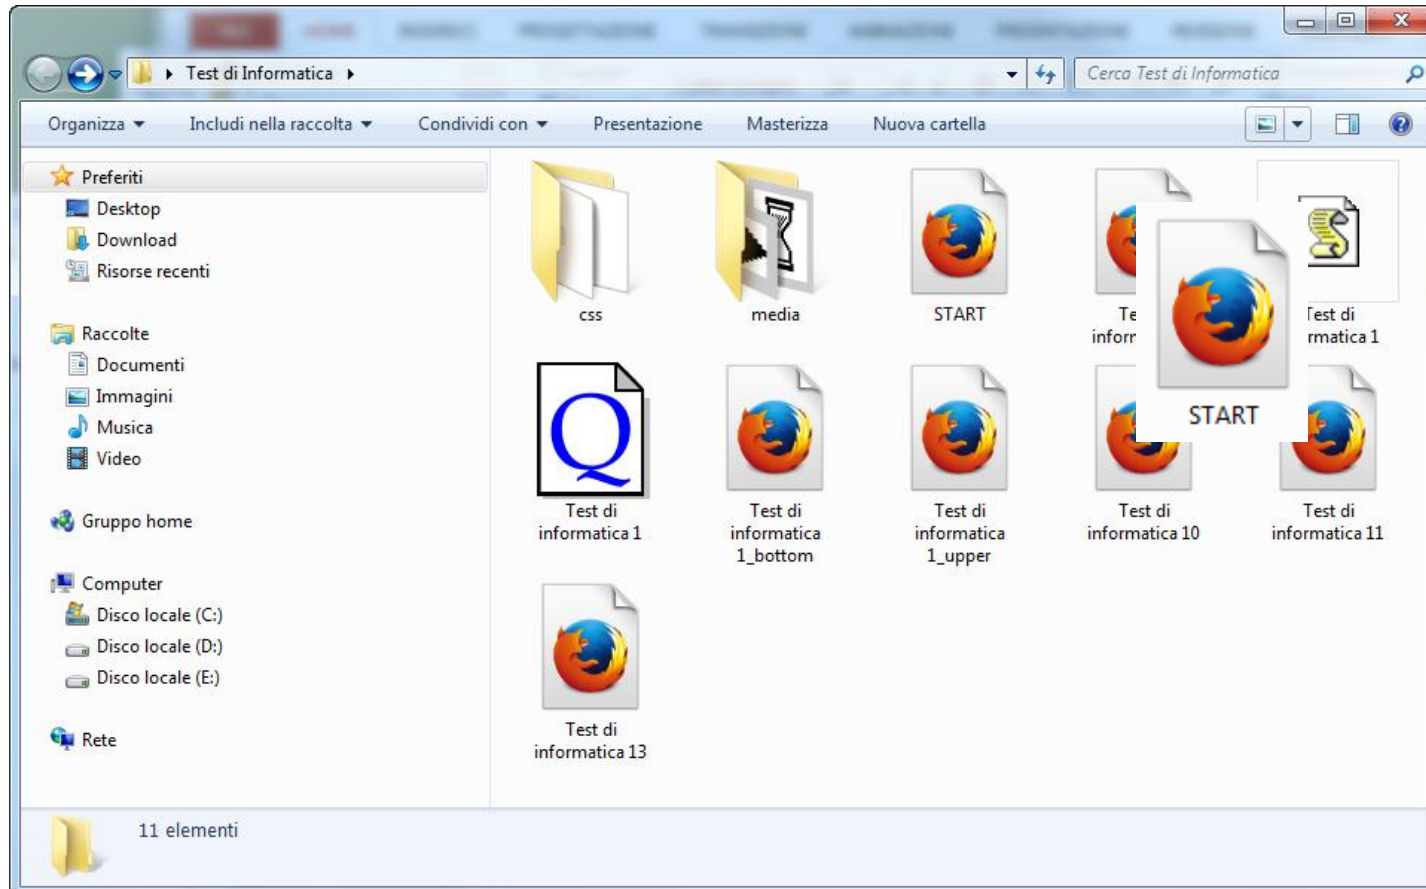 Test di Informatica
Cerca Test di Informatica
Organizza
Includi nella raccolta
Condividi con
Presentazione
Masterizza
Nuova cartella
Preferiti
Desktop
Download
Risorse recenti
Raccolte
Documenti
Immagini
Musica
Video
Gruppo home
Computer
Disco locale (C:)
Disco locale (D:)
Disco locale (E:)
Rete
css
media
START
Test di
START
Q
Test di
informatica 1
Test di
informatica
1_bottom
Test di
informatica
1_upper
Test di
informatica 10
Test di
informatica 11
Test di
informatica 13
11 elementi